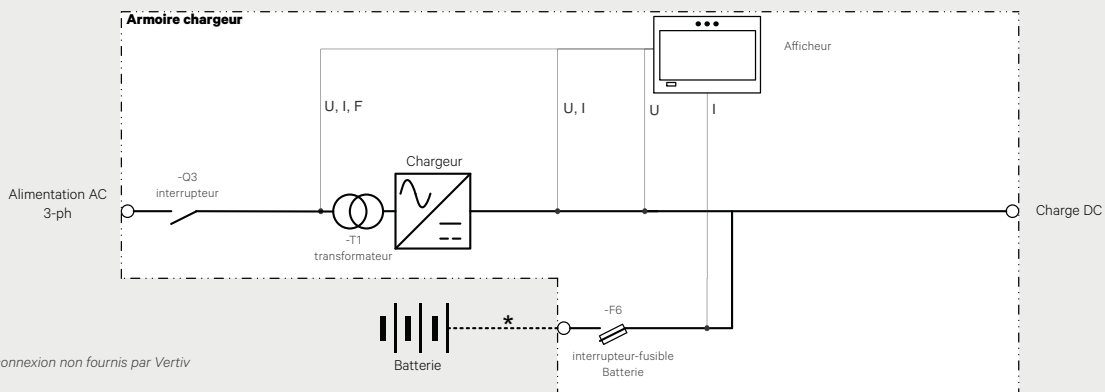 Armoire chargeur
Afficheur
U, I, F
U, I
U
I
Chargeur
-Q3
interrupteur
Alimentation AC
3-ph
Charge DC
-T1
transformateur
*
-F6
interrupteur-fusible
Batterie
Batterie
connexion non fournis par Vertiv